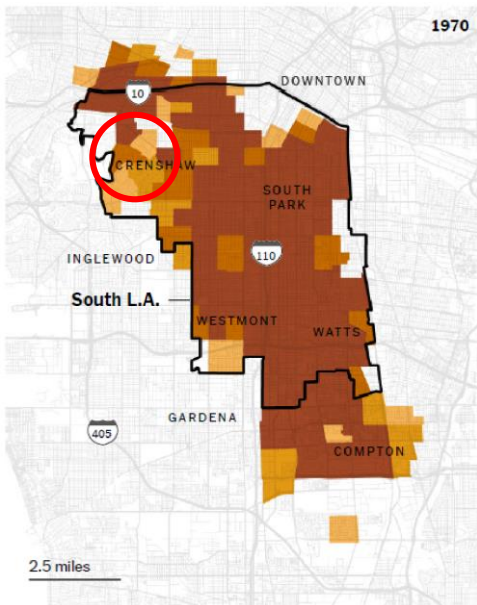 1970
DOWNTOWN
10
CRENSHAW
SOUTH
PARK
INGLEWOOD
110
South L.A.
WESTMONT
WATTS
GARDENA
405
COMPTON
2.5 miles